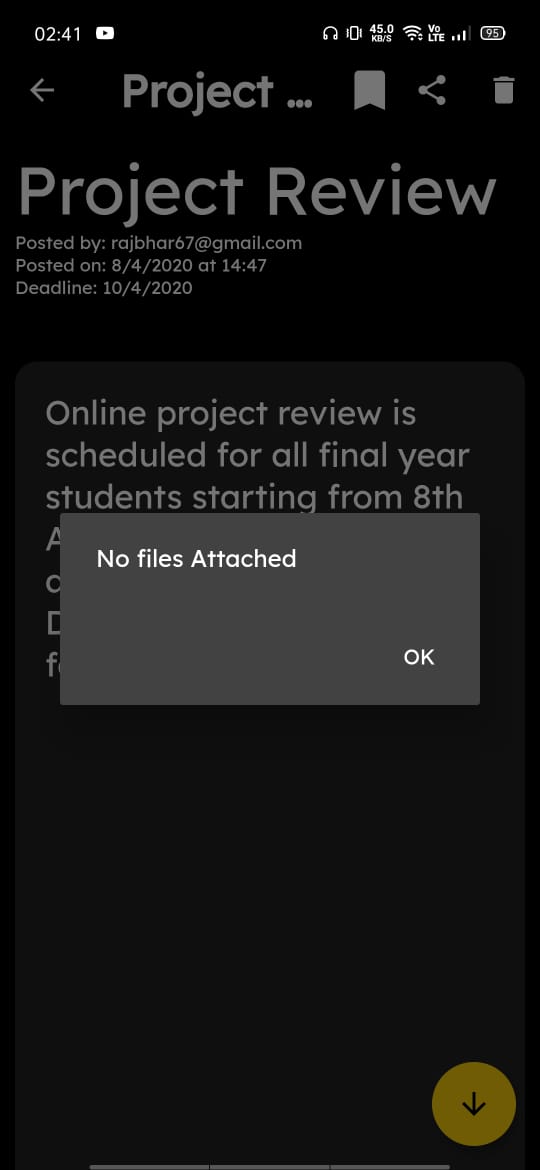 02:41
45.0
KB/S
Vo
LTE
95
Project ...
Project Review
Posted by: rajbhar67@gmail.com
Posted on: 8/4/2020 at 14:47
Deadline: 10/4/2020
Online project review is
scheduled for all final year
students starting from 8th
No files Attached
OK